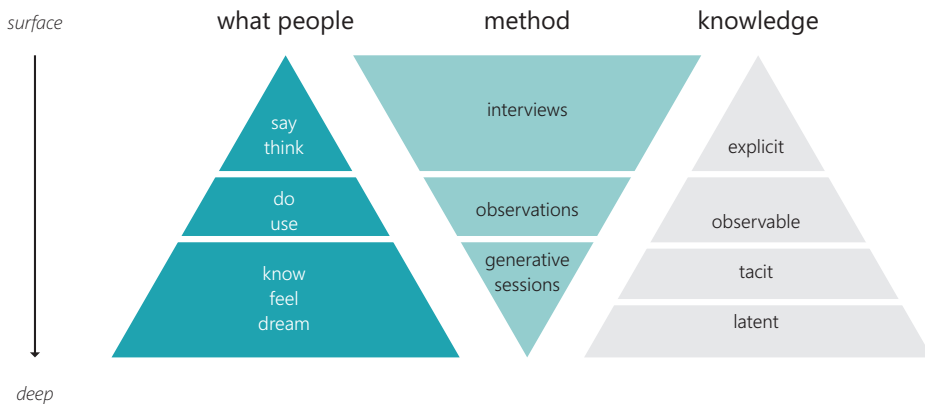 surface
what people
method
knowledge
say
think
interviews
explicit
do
use
observations
observable
know
feel
dream
generative
sessions
tacit
latent
deep